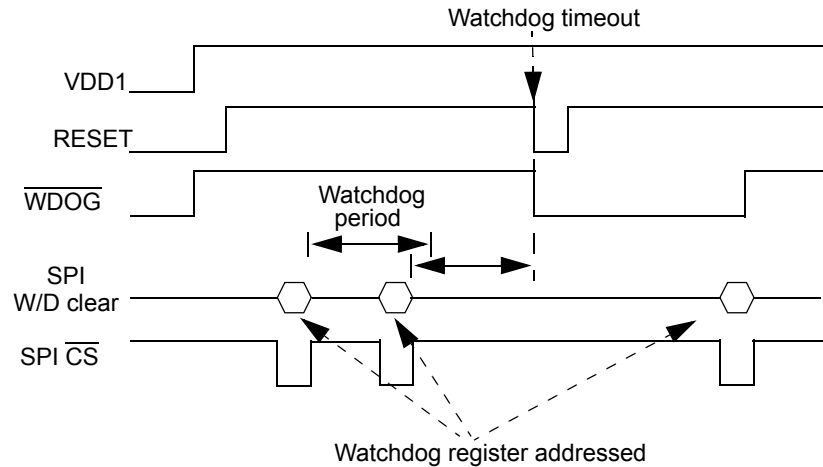 Watchdog timeout
VDD1
RESET
WDOG
Watchdog
period
SPI
W/D clear
SPI CS
Watchdog register addressed